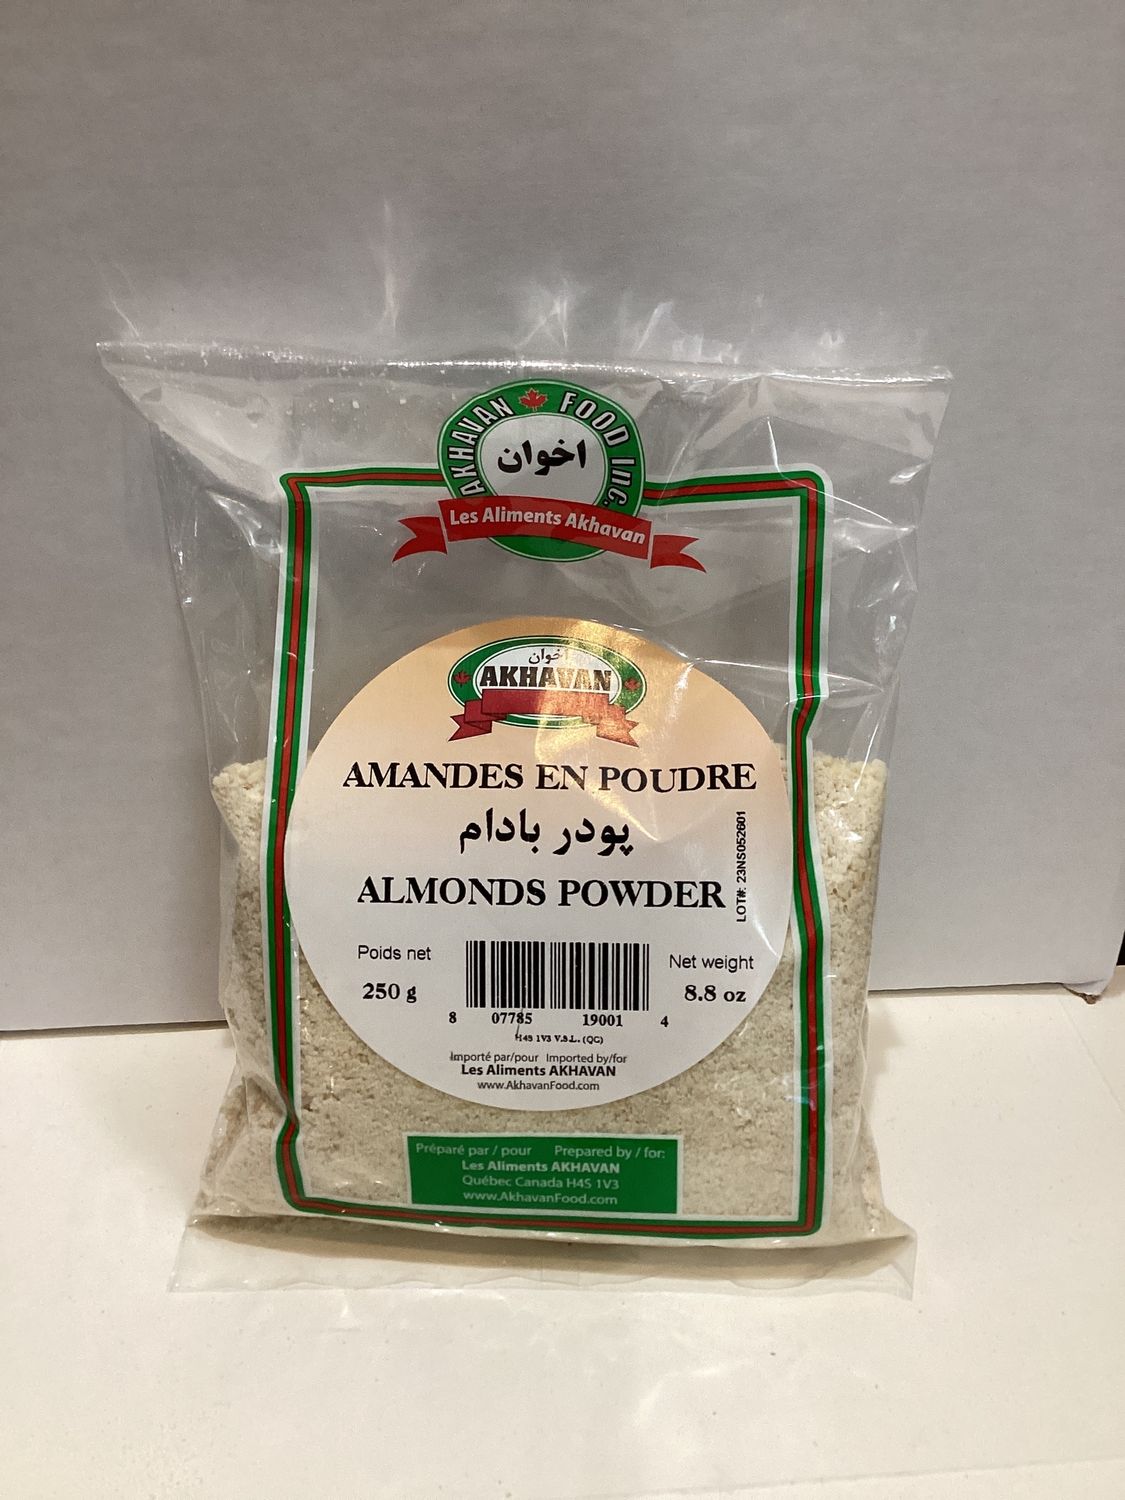 AKHAVAN FOOD Inc.
اخوان
Les Aliments Akhavan
اخوان
AKHAVAN
AMANDES EN POUDRE
پودر بادام
ALMONDS POWDER
LOT#: 23NS052601
Poids net
250 g
Net weight
8.8 oz
8 07785 19001 4
H4S 1V3 V.S.L. (QC)
Importé par/pour Imported by/for
Les Aliments AKHAVAN
www.AkhavanFood.com
Préparé par / pour Prepared by / for:
Les Aliments AKHAVAN
Québec Canada H4S 1V3
www.AkhavanFood.com